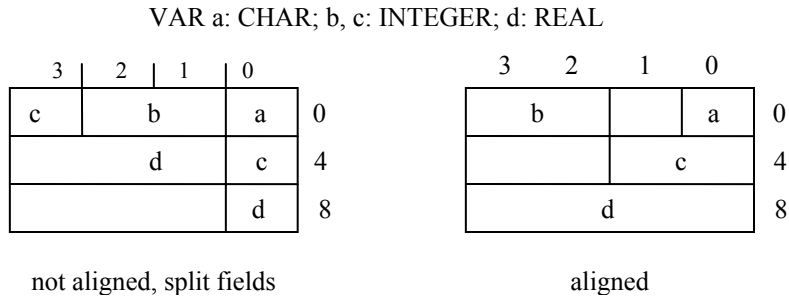 VAR a: CHAR; b, c: INTEGER; d: REAL
3 2 1 0
c b a 0
d c 4
d 8
not aligned, split fields
3 2 1 0
b a 0
c 4
d 8
aligned